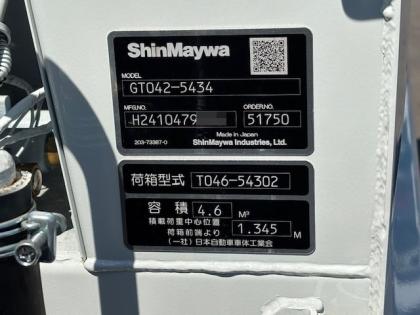 ShinMaywa
MODEL
GT042-5434
MFG.NO. ORDER.NO.
H2410479 51750
Made in Japan
203-73387-0 ShinMaywa Industries, Ltd.
荷箱型式 T046-54302
容積 4.6 M³
積載荷重中心位置
荷箱前端より 1.345 M
(一社)日本自動車車体工業会